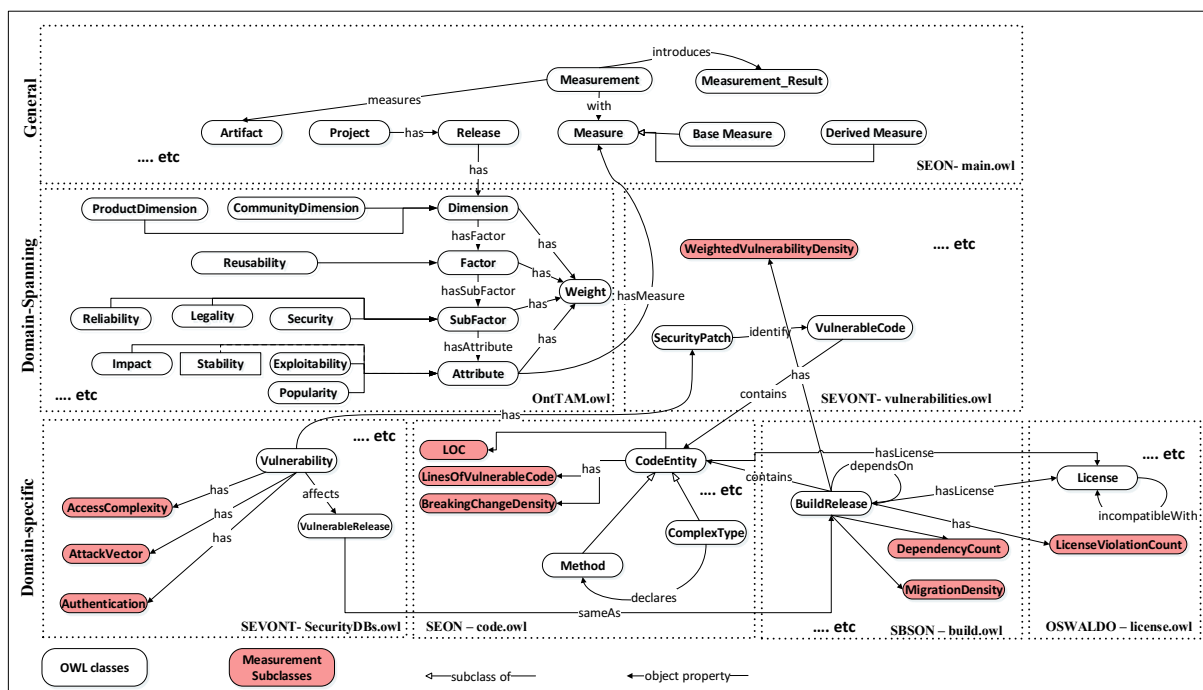 General
introduces
Measurement
Measurement_Result
measures
with
Artifact
Project
has
Release
Measure
Base Measure
Derived Measure
.... etc
SEON- main.owl
has
Domain-Spanning
ProductDimension
CommunityDimension
Dimension
hasFactor
has
Reusability
Factor
has
hasSubFactor
Weight
has
Reliability
Legality
Security
SubFactor
hasAttribute
has
Impact
Stability
Exploitability
Popularity
Attribute
.... etc
OntTAM.owl
hasMeasure
WeightedVulnerabilityDensity
.... etc
SecurityPatch
identify
VulnerableCode
has
contains
SEVONT- vulnerabilities.owl
has
Domain-specific
.... etc
Vulnerability
has
affects
AccessComplexity
has
VulnerableRelease
AttackVector
has
Authentication
SEVONT- SecurityDBs.owl
LOC
CodeEntity
LinesOfVulnerableCode
has
BreakingChangeDensity
.... etc
ComplexType
Method
declares
sameAs
SEON – code.owl
hasLicense
dependsOn
contains
BuildRelease
hasLicense
has
DependencyCount
MigrationDensity
.... etc
SBSON – build.owl
.... etc
License
incompatibleWith
LicenseViolationCount
OSWALDO – license.owl
OWL classes
Measurement
Subclasses
subclass of
object property